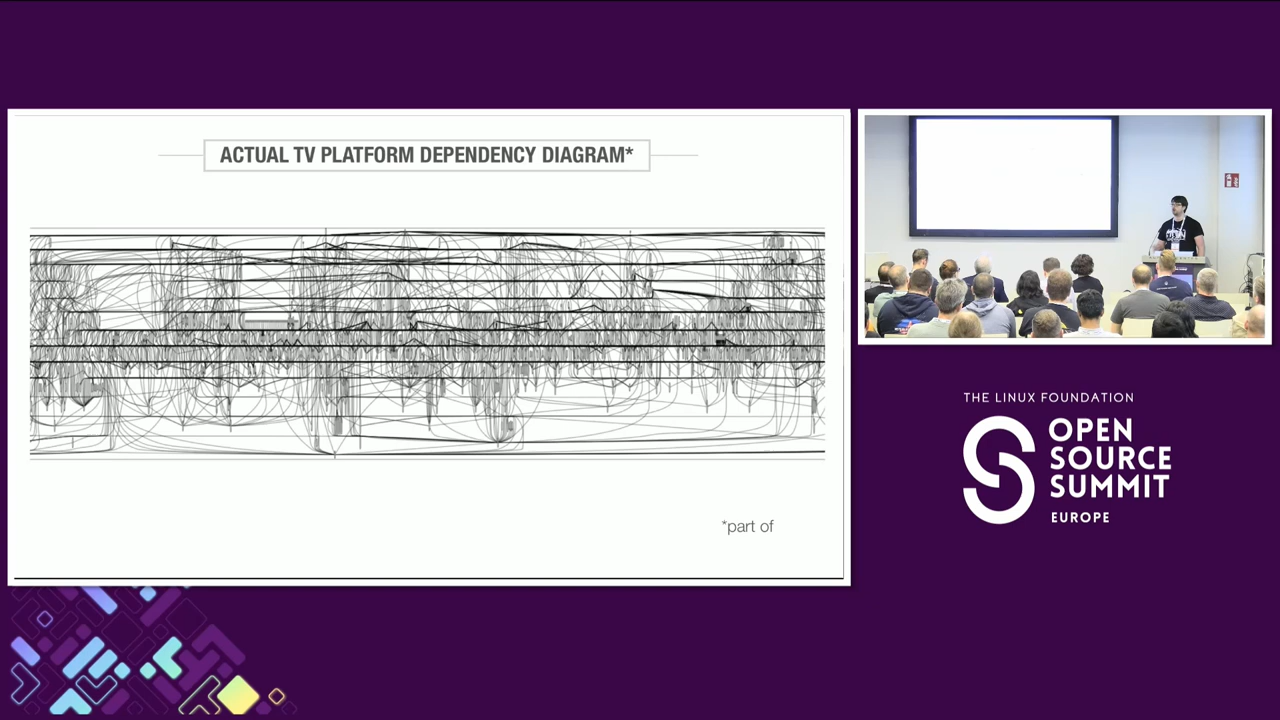 ACTUAL TV PLATFORM DEPENDENCY DIAGRAM*
*part of
THE LINUX FOUNDATION
OPEN
SOURCE
SUMMIT
EUROPE